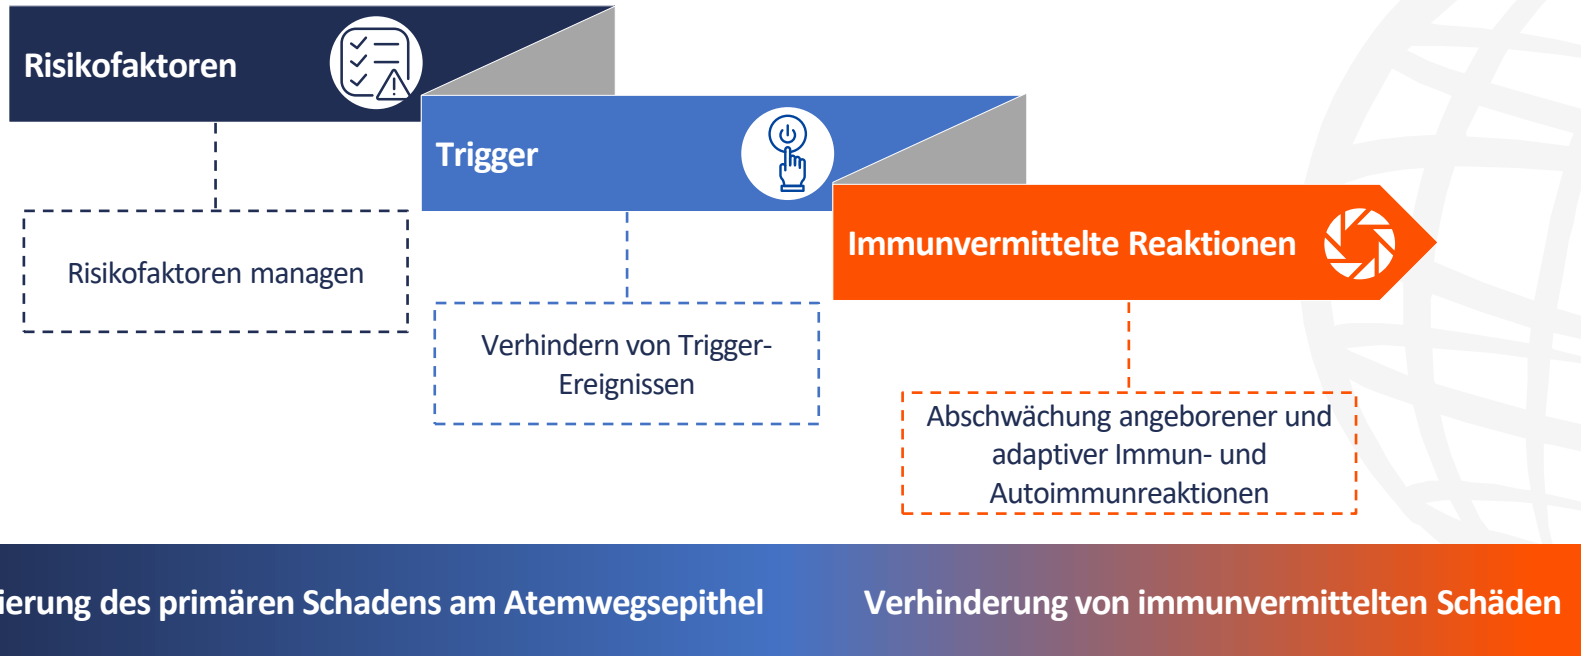 Risikofaktoren
Trigger
Immunvermittelte Reaktionen
Risikofaktoren managen
Verhindern von Trigger-
Ereignissen
Abschwächung angeborener und
adaptiver Immun- und
Autoimmunreaktionen
ierung des primären Schadens am Atemwegsepithel
Verhinderung von immunvermittelten Schäden